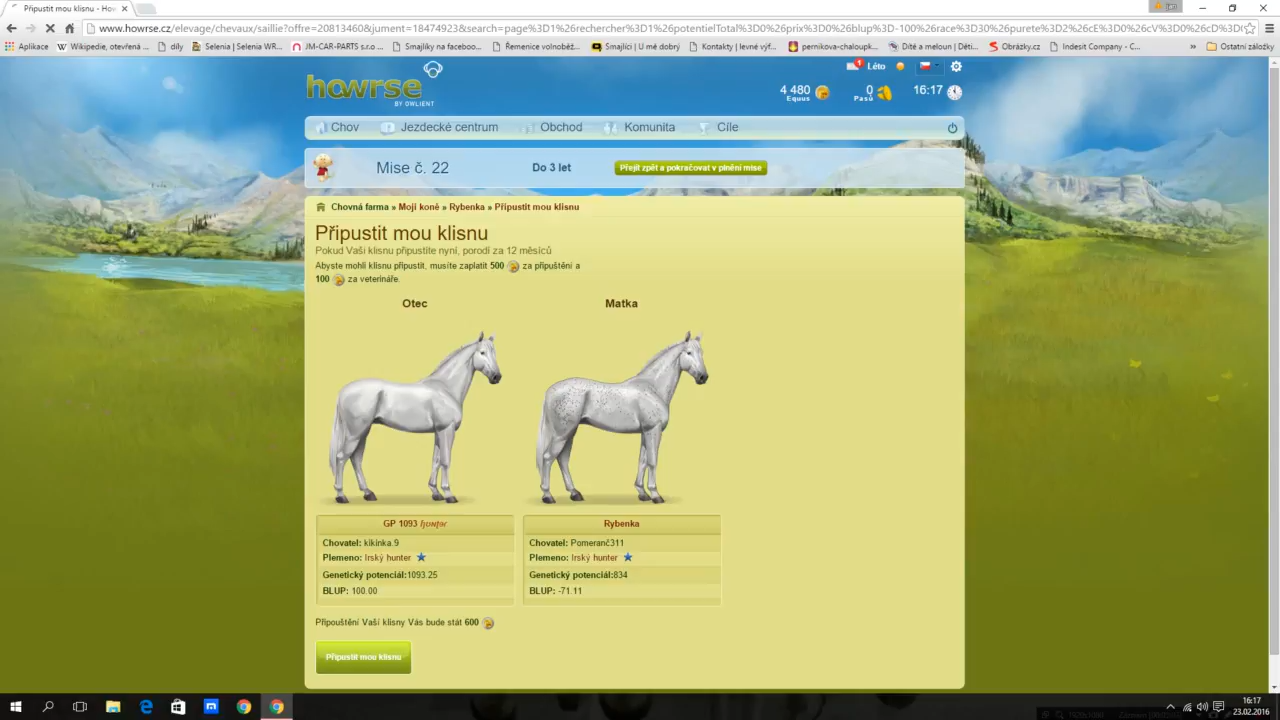 Připustit mou klisnu - Ho
www.howrse.cz/elevage/chevaux/saillie?offre=20813460&jument=18474923&search=page%3D1%26rechercher%3D1%26potentielTotal%3D0%26prix%3D0%26blup%3D-100%26race%3D30%26purete%3D2%26cE%3D0%26cV%3D0%26cD%3D(
Aplikace Wikipedie, otevřená ... díly Selenia | Selenia WR... JM-CAR-PARTS s.r.o ... Smajlíky na faceboo... Řemenice volnoběž... Smajlíci | U mě dobrý Kontakty | levné výf... pernikova-chaloupk... Dítě a meloun | Děti... Obrázky.cz Indesit Company - ... » Ostatní záložky
howrse
BY OWLIENT
1 Léto
4 480 Equus 0 Pasů 16:17
Chov Jezdecké centrum Obchod Komunita Cíle
Mise č. 22 Do 3 let Přejít zpět a pokračovat v plnění mise
Chovná farma » Moji koně » Rybenka » Připustit mou klisnu
Připustit mou klisnu
Pokud Vaši klisnu připustíte nyní, porodí za 12 měsíců
Abyste mohli klisnu připustit, musíte zaplatit 500 za připuštění a
100 za veterináře.
Otec Matka
GP 1093 Rybenka
Chovatel: kikinka.9 Chovatel: Pomeranč311
Plemeno: Irský hunter Plemeno: Irský hunter
Genetický potenciál:1093.25 Genetický potenciál:834
BLUP: 100.00 BLUP: -71.11
Připouštění Vaší klisny Vás bude stát 600
Připustit mou klisnu
16:17
23.02.2016